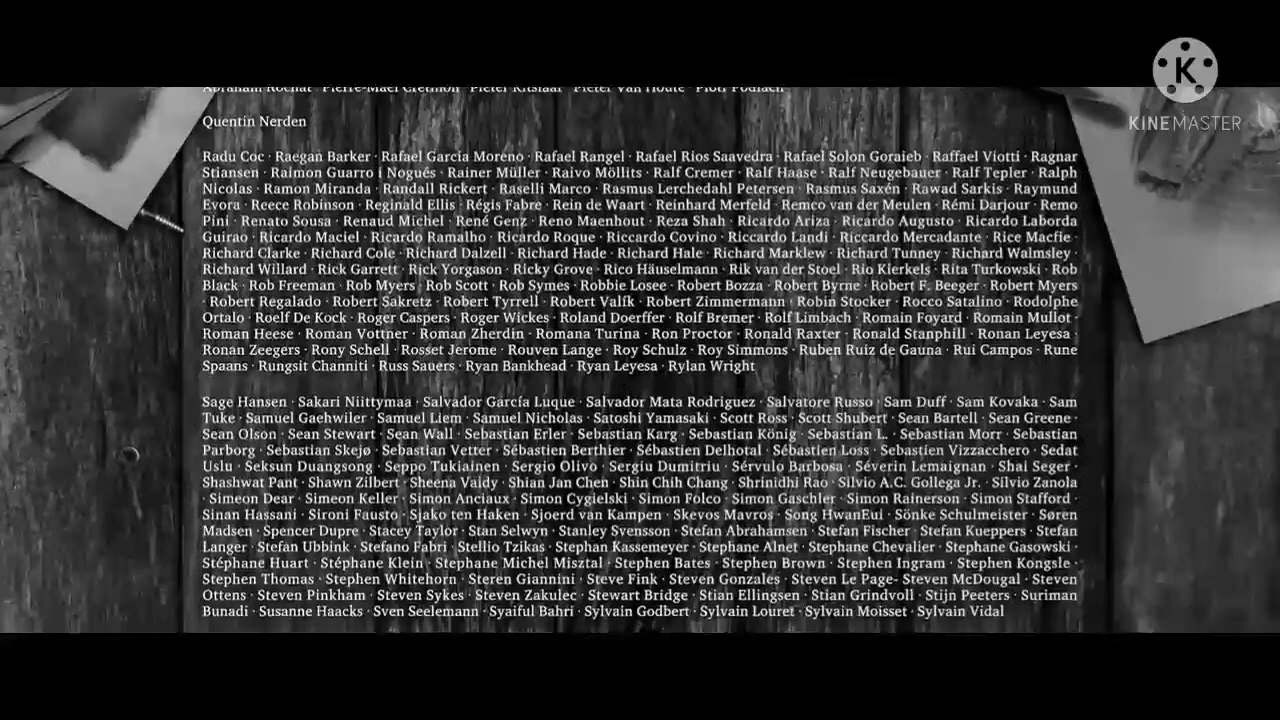 Abraham Rochat · Pierre-Maël Cretinon · Pieter Kitslaar · Pieter Van Houte · Piotr Podlach
K
KINEMASTER
Quentin Nerden
Radu Coc · Raegan Barker · Rafael García Moreno · Rafael Rangel · Rafael Rios Saavedra · Rafael Solon Goraieb · Raffael Viotti · Ragnar
Stiansen · Raimon Guarro i Nogués · Rainer Müller · Raivo Möllits · Ralf Cremer · Ralf Haase · Ralf Neugebauer · Ralf Tepler · Ralph
Nicolas · Ramon Miranda · Randall Rickert · Raselli Marco · Rasmus Lerchedahl Petersen · Rasmus Saxén · Rawad Sarkis · Raymund
Evora · Reece Robinson · Reginald Ellis · Régis Fabre · Rein de Waart · Reinhard Merfeld · Remco van der Meulen · Rémi Darjour · Remo
Pini · Renato Sousa · Renaud Michel · René Genz · Reno Maenhout · Reza Shah · Ricardo Ariza · Ricardo Augusto · Ricardo Laborda
Guirao · Ricardo Maciel · Ricardo Ramalho · Ricardo Roque · Riccardo Covino · Riccardo Landi · Riccardo Mercadante · Rice Macfie ·
Richard Clarke · Richard Cole · Richard Dalzell · Richard Hade · Richard Hale · Richard Marklew · Richard Tunney · Richard Walmsley ·
Richard Willard · Rick Garrett · Rick Yorgason · Ricky Grove · Rico Häuselmann · Rik van der Stoel · Rio Kierkels · Rita Turkowski · Rob
Black · Rob Freeman · Rob Myers · Rob Scott · Rob Symes · Robbie Losee · Robert Bozza · Robert Byrne · Robert F. Beeger · Robert Myers
· Robert Regalado · Robert Sakretz · Robert Tyrrell · Robert Valík · Robert Zimmermann · Robin Stocker · Rocco Satalino · Rodolphe
Ortalo · Roelf De Kock · Roger Caspers · Roger Wickes · Roland Doerffer · Rolf Bremer · Rolf Limbach · Romain Foyard · Romain Mullot ·
Roman Heese · Roman Vottner · Roman Zherdin · Romana Turina · Ron Proctor · Ronald Raxter · Ronald Stanphill · Ronan Leyesa ·
Ronan Zeegers · Rony Schell · Rosset Jerome · Rouven Lange · Roy Schulz · Roy Simmons · Ruben Ruiz de Gauna · Rui Campos · Rune
Spaans · Rungsit Channiti · Russ Sauers · Ryan Bankhead · Ryan Leyesa · Rylan Wright
Sage Hansen · Sakari Niittymaa · Salvador García Luque · Salvador Mata Rodriguez · Salvatore Russo · Sam Duff · Sam Kovaka · Sam
Tuke · Samuel Gaehwiler · Samuel Liem · Samuel Nicholas · Satoshi Yamasaki · Scott Ross · Scott Shubert · Sean Bartell · Sean Greene ·
Sean Olson · Sean Stewart · Sean Wall · Sebastian Erler · Sebastian Karg · Sebastian König · Sebastian L. · Sebastian Morr · Sebastian
Parborg · Sebastian Skejø · Sebastian Vetter · Sébastien Berthier · Sébastien Delhotal · Sébastien Loss · Sebastien Vizzacchero · Sedat
Uslu · Seksun Duangsong · Seppo Tukiainen · Sergio Olivo · Sergiu Dumitriu · Sérvulo Barbosa · Séverin Lemaignan · Shai Seger ·
Shashwat Pant · Shawn Zilbert · Sheena Vaidy · Shian Jan Chen · Shin Chih Chang · Shrinidhi Rao · Silvio A.C. Gollega Jr. · Silvio Zanola
· Simeon Dear · Simeon Keller · Simon Anciaux · Simon Cygielski · Simon Folco · Simon Gaschler · Simon Rainerson · Simon Stafford ·
Sinan Hassani · Sironi Fausto · Sjako ten Haken · Sjoerd van Kampen · Skevos Mavros · Song HwanEui · Sönke Schulmeister · Søren
Madsen · Spencer Dupre · Stacey Taylor · Stan Selwyn · Stanley Svensson · Stefan Abrahamsen · Stefan Fischer · Stefan Kueppers · Stefan
Langer · Stefan Ubbink · Stefano Fabri · Stellio Tzikas · Stephan Kassemeyer · Stephane Alnet · Stephane Chevalier · Stephane Gasowski ·
Stéphane Huart · Stéphane Klein · Stephane Michel Misztal · Stephen Bates · Stephen Brown · Stephen Ingram · Stephen Kongsle ·
Stephen Thomas · Stephen Whitehorn · Steren Giannini · Steve Fink · Steven Gonzales · Steven Le Page· Steven McDougal · Steven
Ottens · Steven Pinkham · Steven Sykes · Steven Zakulec · Stewart Bridge · Stian Ellingsen · Stian Grindvoll · Stijn Peeters · Suriman
Bunadi · Susanne Haacks · Sven Seelemann · Syaiful Bahri · Sylvain Godbert · Sylvain Louret · Sylvain Moisset · Sylvain Vidal